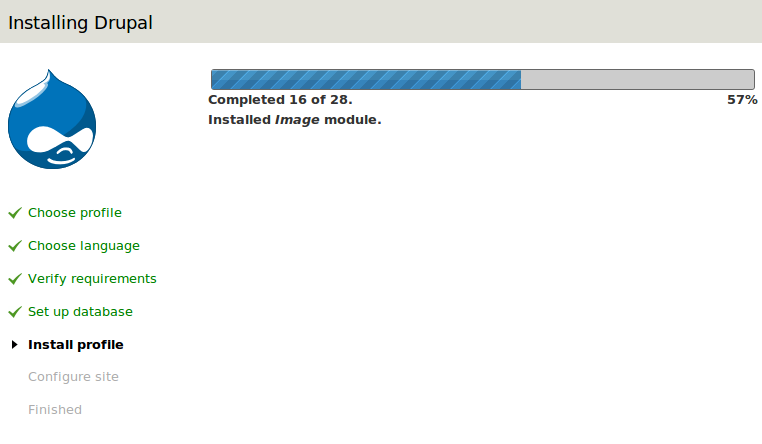 Installing Drupal
Completed 16 of 28. 57%
Installed Image module.
Choose profile
Choose language
Verify requirements
Set up database
Install profile
Configure site
Finished